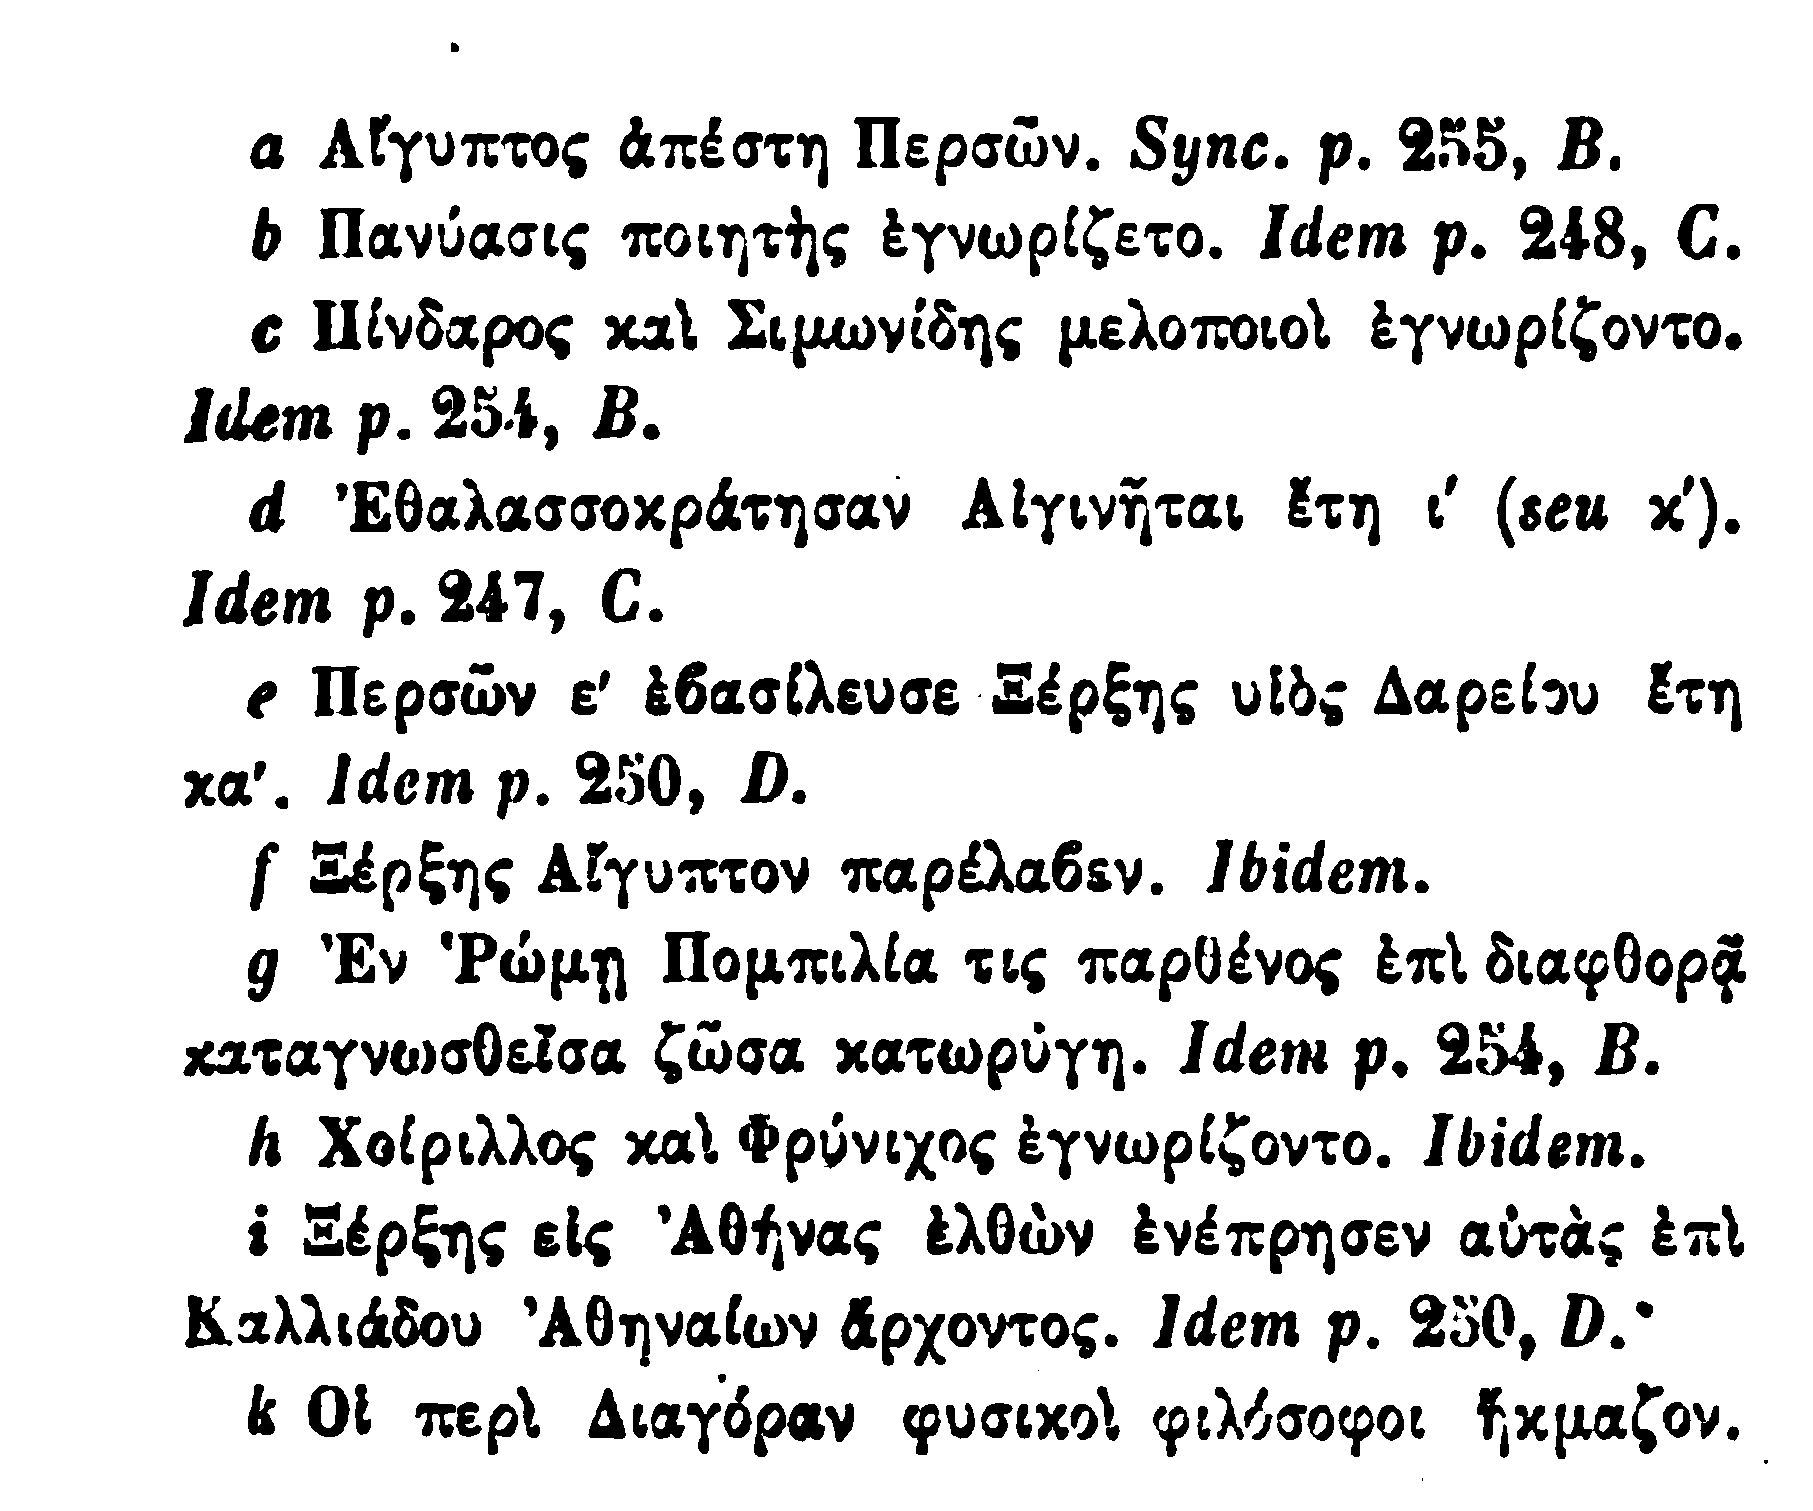 a Αἴγυπτος ἀπέστη Περσῶν. Sync. p. 255, B.
b Πανύασις ποιητὴς ἐγνωρίζετο. Idem p. 248, C.
c Πίνδαρος καὶ Σιμωνίδης μελοποιοὶ ἐγνωρίζοντο.
Idem p. 254, B.
d Ἐθαλασσοκράτησαν Αἰγινῆται ἔτη ι′ (seu κ′).
Idem p. 247, C.
e Περσῶν ε′ ἐϐασίλευσε Ξέρξης υἱὸς Δαρείου ἔτη
κα′. Idem p. 250, D.
f Ξέρξης Αἴγυπτον παρέλαϐεν. Ibidem.
g Ἐν Ῥώμῃ Πομπιλία τις παρθένος ἐπὶ διαφθορᾷ
καταγνωσθεῖσα ζῶσα κατωρύγη. Idem p. 254, B.
h Χοίριλλος καὶ Φρύνιχος ἐγνωρίζοντο. Ibidem.
i Ξέρξης εἰς Ἀθήνας ἐλθὼν ἐνέπρησεν αὐτὰς ἐπὶ
Καλλιάδου Ἀθηναίων ἄρχοντος. Idem p. 250, D.
k Οἱ περὶ Διαγόραν φυσικοὶ φιλόσοφοι ἤκμαζον.